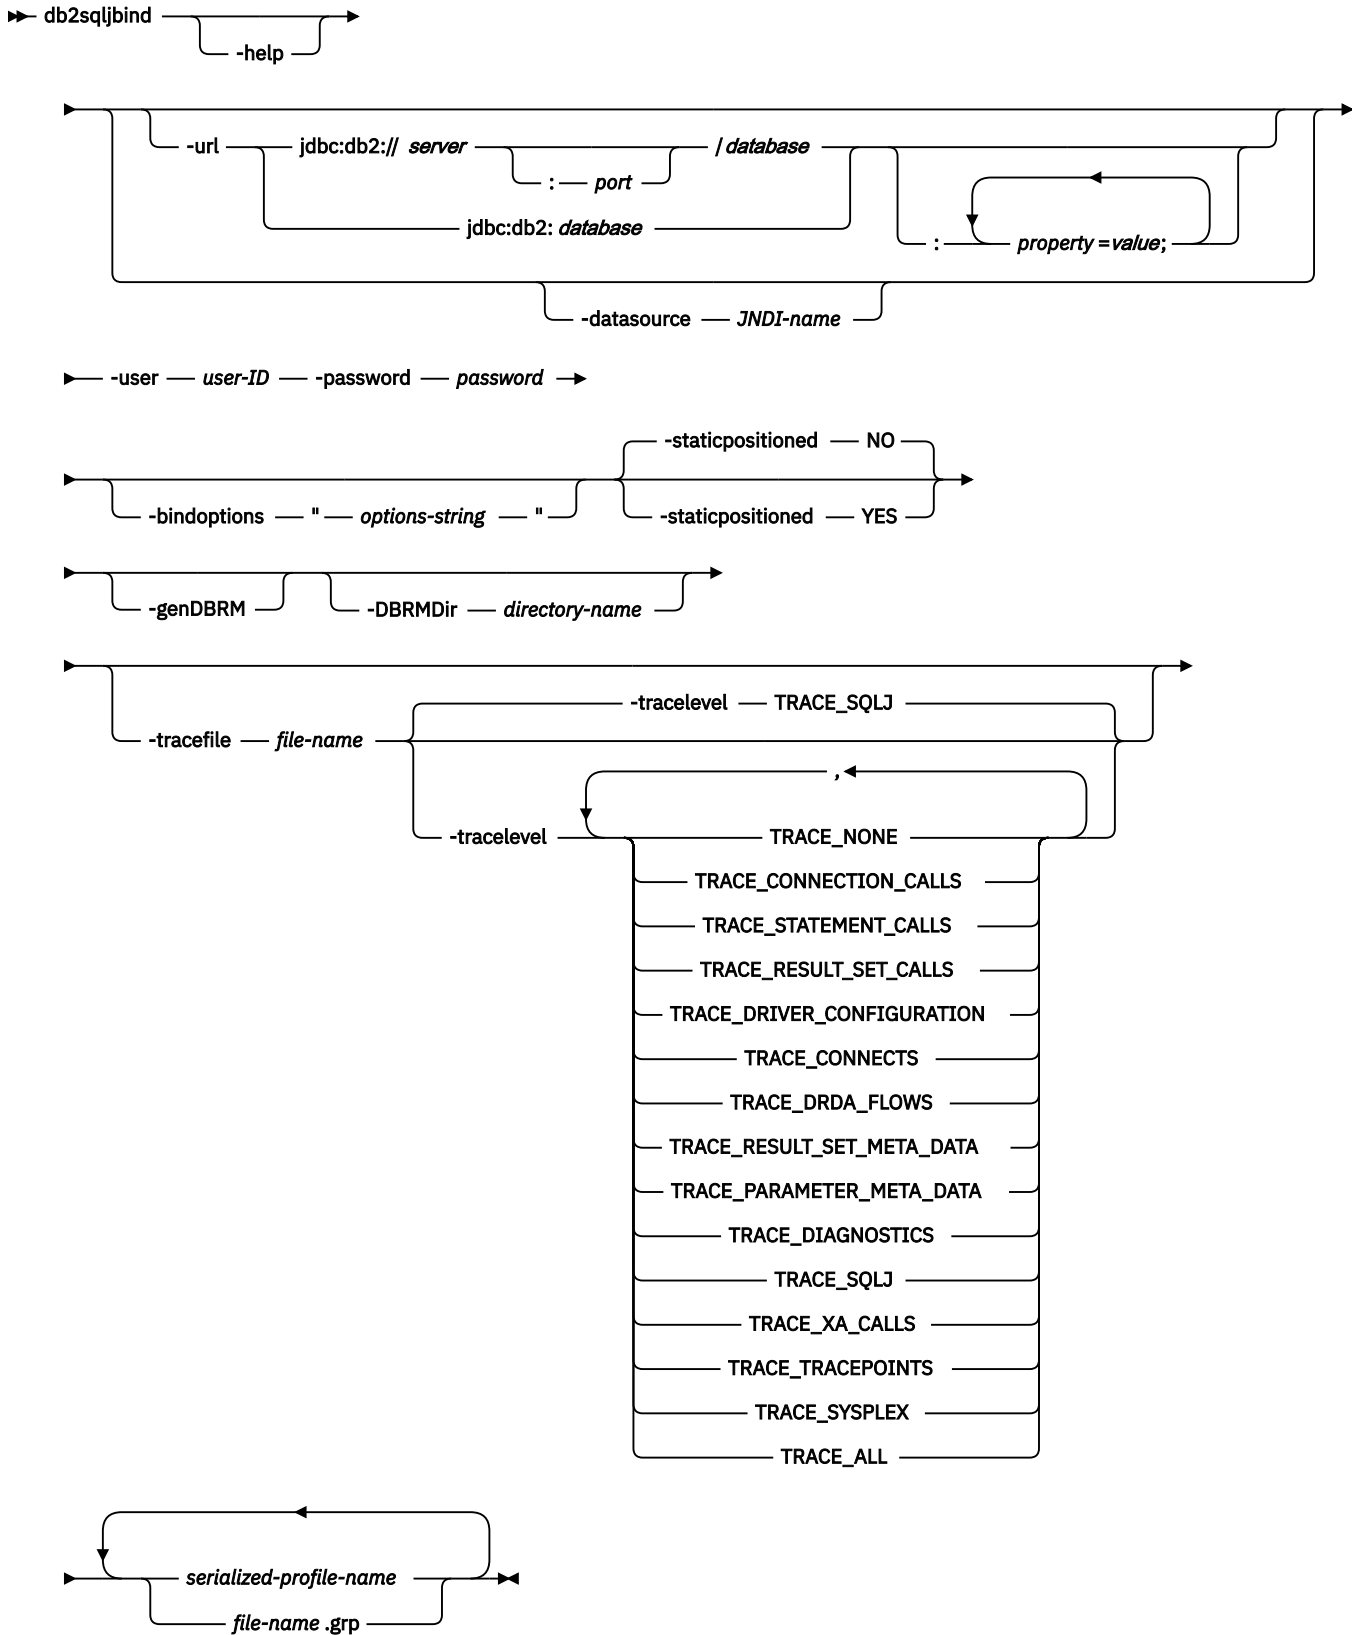 db2sqljbind
-help
-url jdbc:db2:// server /database
: port
jdbc:db2: database
: property =value;
-datasource JNDI-name
-user user-ID -password password
-staticpositioned NO
-bindoptions " options-string " -staticpositioned YES
-genDBRM -DBRMDir directory-name
-tracelevel TRACE_SQLJ
-tracefile file-name
,
-tracelevel TRACE_NONE
TRACE_CONNECTION_CALLS
TRACE_STATEMENT_CALLS
TRACE_RESULT_SET_CALLS
TRACE_DRIVER_CONFIGURATION
TRACE_CONNECTS
TRACE_DRDA_FLOWS
TRACE_RESULT_SET_META_DATA
TRACE_PARAMETER_META_DATA
TRACE_DIAGNOSTICS
TRACE_SQLJ
TRACE_XA_CALLS
TRACE_TRACEPOINTS
TRACE_SYSPLEX
TRACE_ALL
serialized-profile-name
file-name .grp